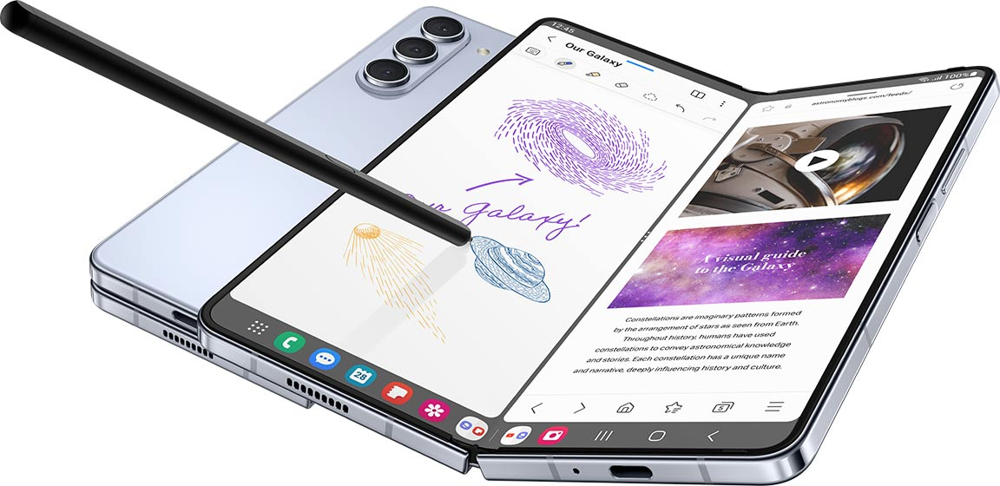 12:45
100%
Our Galaxy
astronomyblogs.com/feeds/
Our Galaxy!
A visual guide
to the Galaxy
Constellations are imaginary patterns formed
by the arrangement of stars as seen from Earth.
Throughout history, humans have used
constellations to convey astronomical knowledge
and stories. Each constellation has a unique name
and narrative, deeply influencing history and culture.
28
5